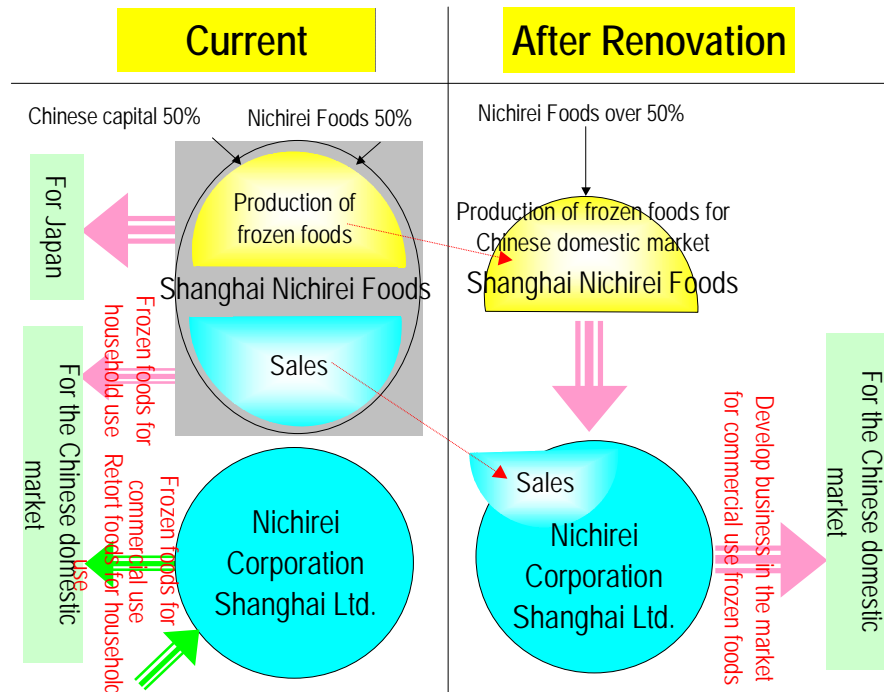 Current
After Renovation
Chinese capital 50%
Nichirei Foods 50%
Nichirei Foods over 50%
For Japan
Production of
frozen foods
Shanghai Nichirei Foods
Sales
Frozen foods for
household use
For the Chinese domestic
market
Frozen foods for
commercial use
Retort foods for household
use
Nichirei
Corporation
Shanghai Ltd.
Production of frozen foods for
Chinese domestic market
Shanghai Nichirei Foods
Sales
Nichirei
Corporation
Shanghai Ltd.
Develop business in the market
for commercial use frozen foods
For the Chinese domestic
market